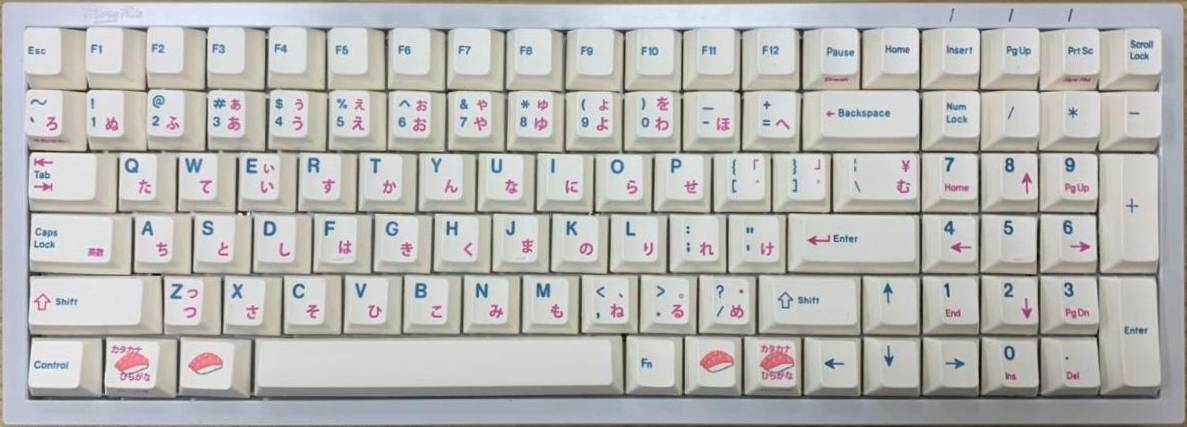 Esc F1 F2 F3 F4 F5 F6 F7 F8 F9 F10 F11 F12 Pause Home Insert Pg Up Prt Sc Scroll Lock
~ ` ろ ! 1 ぬ @ 2 ふ # あ 3 あ $ う 4 う % え 5 え ^ お 6 お & や 7 や * ゆ 8 ゆ ( よ 9 よ ) を 0 わ _ - ほ + = へ ← Backspace Num Lock / * -
⇤ Tab ⇥ Q た W て E ぃ い R す T か Y ん U な I に O ら P せ { 「 [ ゛ } 」 ] ゜ ¦ ¥ \ む 7 Home 8 ↑ 9 Pg Up +
Caps Lock 英数 A ち S と D し F は G き H く J ま K の L り : ; れ " ' け ↵ Enter 4 ← 5 6 →
⇧ Shift Z っ つ X さ C そ V ひ B こ N み M も < 、 , ね > 。 . る ? ・ / め ⇧ Shift ↑ 1 End 2 ↓ 3 Pg Dn Enter
Control カタカナ ひらがな Fn カタカナ ひらがな ← ↓ → 0 Ins . Del